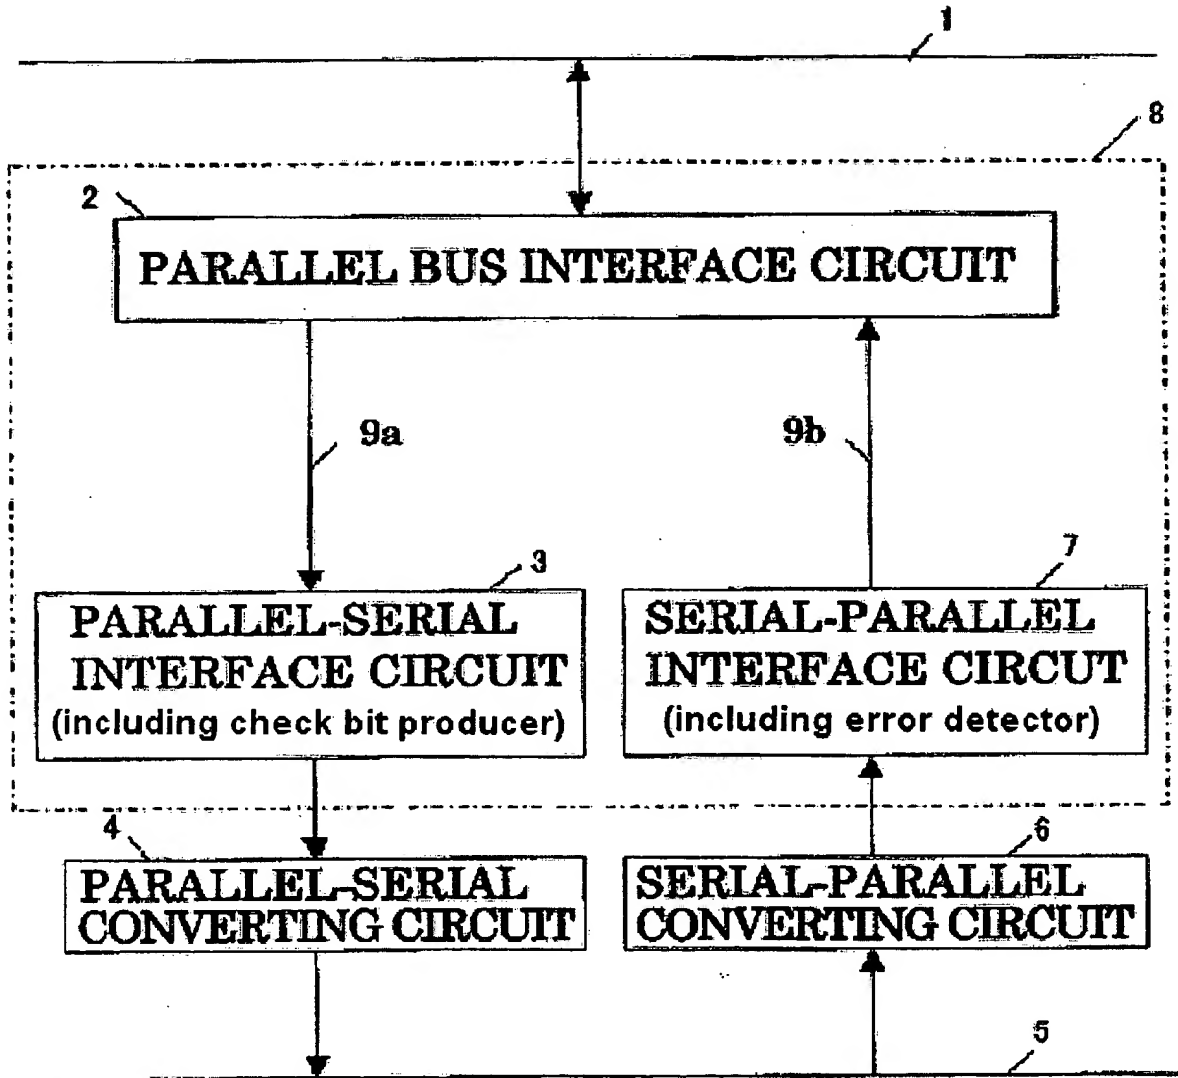 1
8
2
PARALLEL BUS INTERFACE CIRCUIT
9a
9b
3
PARALLEL-SERIAL
INTERFACE CIRCUIT
(including check bit producer)
7
SERIAL-PARALLEL
INTERFACE CIRCUT
(including error detector)
4
PARALLEL-SERIAL
CONVERTING CIRCUIT
6
SERIAL-PARALLEL
CONVERTING CIRCUIT
5